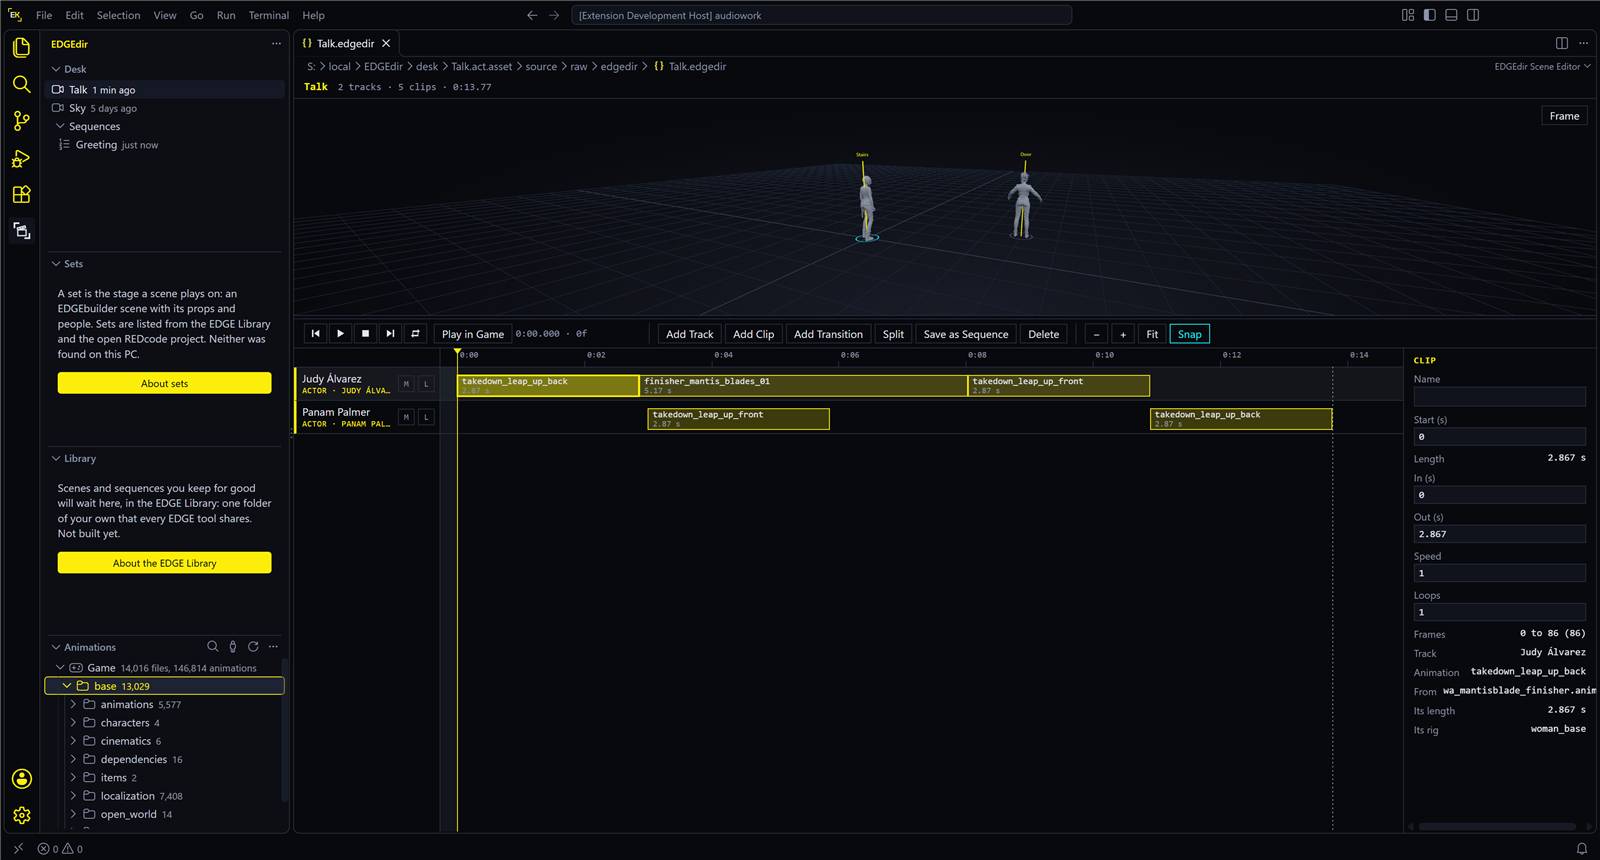 EK File Edit Selection View Go Run Terminal Help
[Extension Development Host] audiowork
EDGEdir
Desk
Talk 1 min ago
Sky 5 days ago
Sequences
Greeting just now
Sets
A set is the stage a scene plays on: an
EDGEbuilder scene with its props and
people. Sets are listed from the EDGE Library
and the open REDcode project. Neither was
found on this PC.
About sets
Library
Scenes and sequences you keep for good
will wait here, in the EDGE Library: one folder
of your own that every EDGE tool shares.
Not built yet.
About the EDGE Library
Animations
Game 14,016 files, 146,814 animations
base 13,029
animations 5,577
characters 4
cinematics 6
dependencies 16
items 2
localization 7,408
open_world 14
{} Talk.edgedir
S: > local > EDGEdir > desk > Talk.act.asset > source > raw > edgedir > {} Talk.edgedir
EDGEdir Scene Editor
Talk 2 tracks · 5 clips · 0:13.77
Frame
Stairs
Door
Play in Game 0:00.000 · 0f
Add Track Add Clip Add Transition Split Save as Sequence Delete − + Fit Snap
0:00 0:02 0:04 0:06 0:08 0:10 0:12 0:14
Judy Álvarez
ACTOR · JUDY ÁLVA…
M L
takedown_leap_up_back
2.87 s
finisher_mantis_blades_01
5.17 s
takedown_leap_up_front
2.87 s
Panam Palmer
ACTOR · PANAM PAL…
M L
takedown_leap_up_front
2.87 s
takedown_leap_up_back
2.87 s
CLIP
Name
Start (s)
0
Length 2.867 s
In (s)
0
Out (s)
2.867
Speed
1
Loops
1
Frames 0 to 86 (86)
Track Judy Álvarez
Animation takedown_leap_up_back
From wa_mantisblade_finisher.anim
Its length 2.867 s
Its rig woman_base
0 0